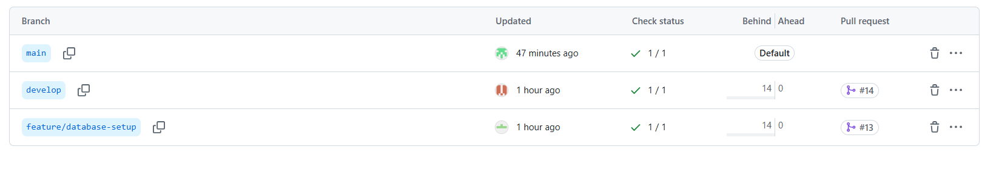 Branch Updated Check status Behind Ahead Pull request
main 47 minutes ago 1 / 1 Default
develop 1 hour ago 1 / 1 14 0 #14
feature/database-setup 1 hour ago 1 / 1 14 0 #13